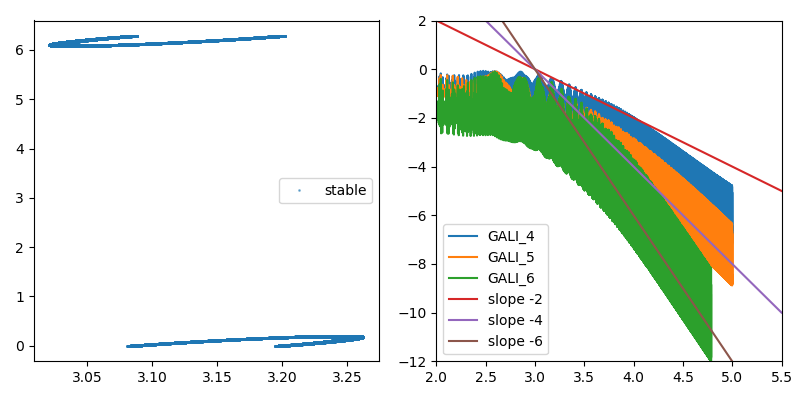 6
5
4
3
2
1
0
3.05 3.10 3.15 3.20 3.25
stable
2
0
−2
−4
−6
−8
−10
−12
2.0 2.5 3.0 3.5 4.0 4.5 5.0 5.5
GALI_4
GALI_5
GALI_6
slope -2
slope -4
slope -6